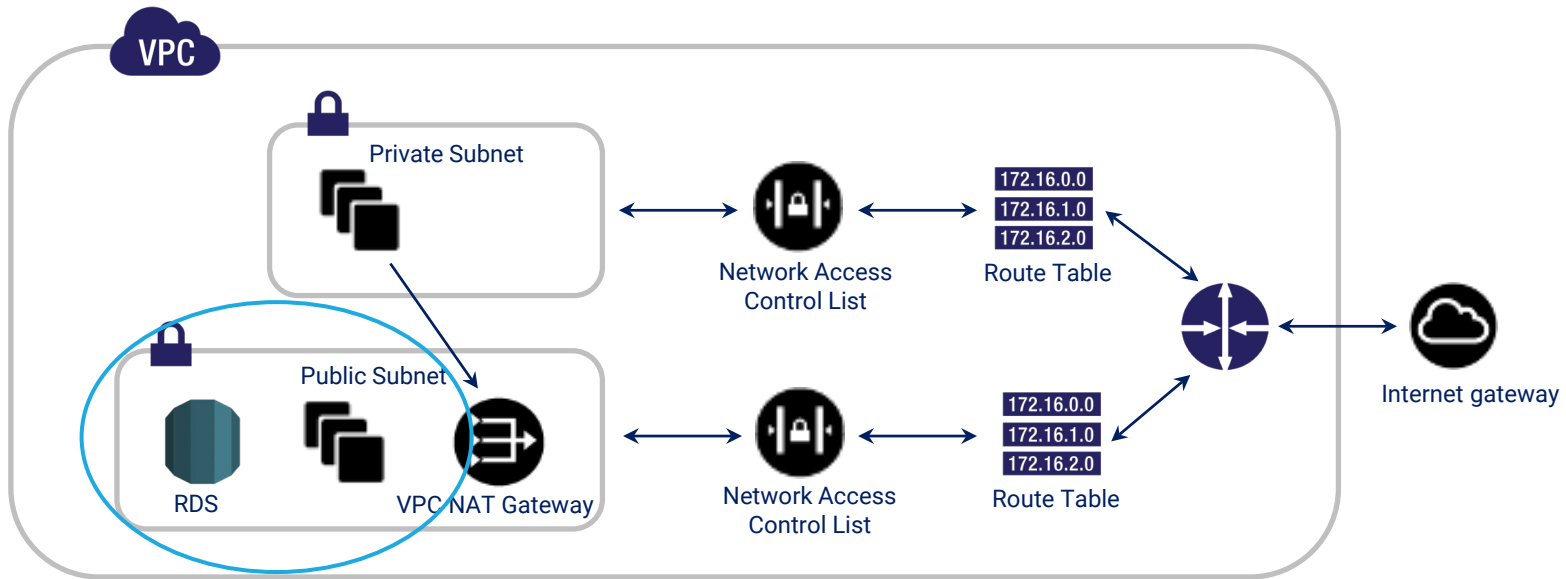 VPC
Private Subnet
172.16.0.0
172.16.1.0
172.16.2.0
Network Access
Control List
Route Table
Public Subnet
172.16.0.0
172.16.1.0
172.16.2.0
Internet gateway
RDS
VPC NAT Gateway
Network Access
Control List
Route Table